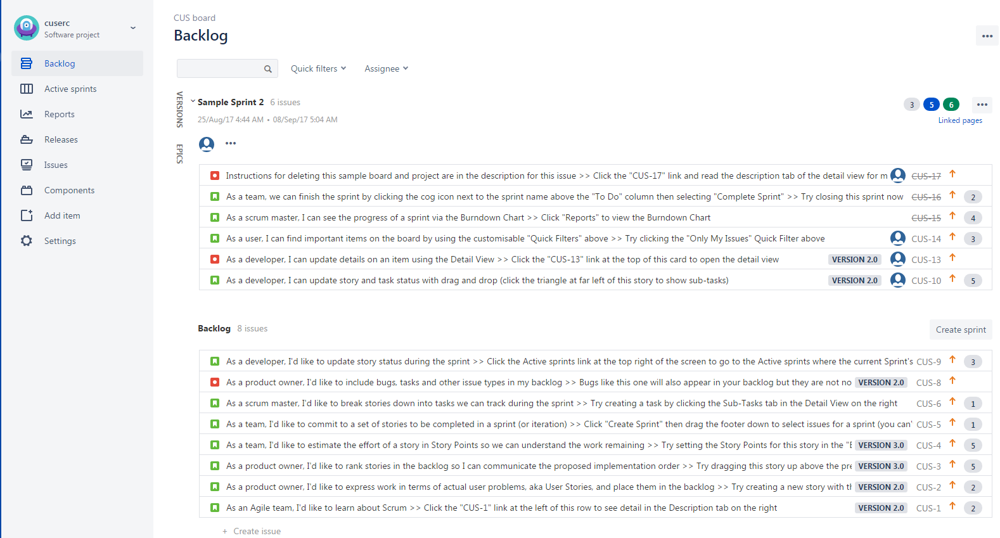 cuserc
Software project
Backlog
Active sprints
Reports
Releases
Issues
Components
Add item
Settings
CUS board
Backlog
•••
Quick filters
Assignee
VERSIONS
EPICS
Sample Sprint 2 6 issues 3 5 6 •••
25/Aug/17 4:44 AM • 08/Sep/17 5:04 AM Linked pages
•••
Instructions for deleting this sample board and project are in the description for this issue >> Click the "CUS-17" link and read the description tab of the detail view for m CUS-17
As a team, we can finish the sprint by clicking the cog icon next to the sprint name above the "To Do" column then selecting "Complete Sprint" >> Try closing this sprint now CUS-16 2
As a scrum master, I can see the progress of a sprint via the Burndown Chart >> Click "Reports" to view the Burndown Chart CUS-15 4
As a user, I can find important items on the board by using the customisable "Quick Filters" above >> Try clicking the "Only My Issues" Quick Filter above CUS-14 3
As a developer, I can update details on an item using the Detail View >> Click the "CUS-13" link at the top of this card to open the detail view VERSION 2.0 CUS-13
As a developer, I can update story and task status with drag and drop (click the triangle at far left of this story to show sub-tasks) VERSION 2.0 CUS-10 5
Backlog 8 issues Create sprint
As a developer, I'd like to update story status during the sprint >> Click the Active sprints link at the top right of the screen to go to the Active sprints where the current Sprint's CUS-9 3
As a product owner, I'd like to include bugs, tasks and other issue types in my backlog >> Bugs like this one will also appear in your backlog but they are not no VERSION 2.0 CUS-8
As a scrum master, I'd like to break stories down into tasks we can track during the sprint >> Try creating a task by clicking the Sub-Tasks tab in the Detail View on the right CUS-6 1
As a team, I'd like to commit to a set of stories to be completed in a sprint (or iteration) >> Click "Create Sprint" then drag the footer down to select issues for a sprint (you can' CUS-5 1
As a team, I'd like to estimate the effort of a story in Story Points so we can understand the work remaining >> Try setting the Story Points for this story in the "E VERSION 3.0 CUS-4 5
As a product owner, I'd like to rank stories in the backlog so I can communicate the proposed implementation order >> Try dragging this story up above the pre VERSION 3.0 CUS-3 5
As a product owner, I'd like to express work in terms of actual user problems, aka User Stories, and place them in the backlog >> Try creating a new story with th VERSION 2.0 CUS-2 2
As an Agile team, I'd like to learn about Scrum >> Click the "CUS-1" link at the left of this row to see detail in the Description tab on the right VERSION 2.0 CUS-1 2
+ Create issue